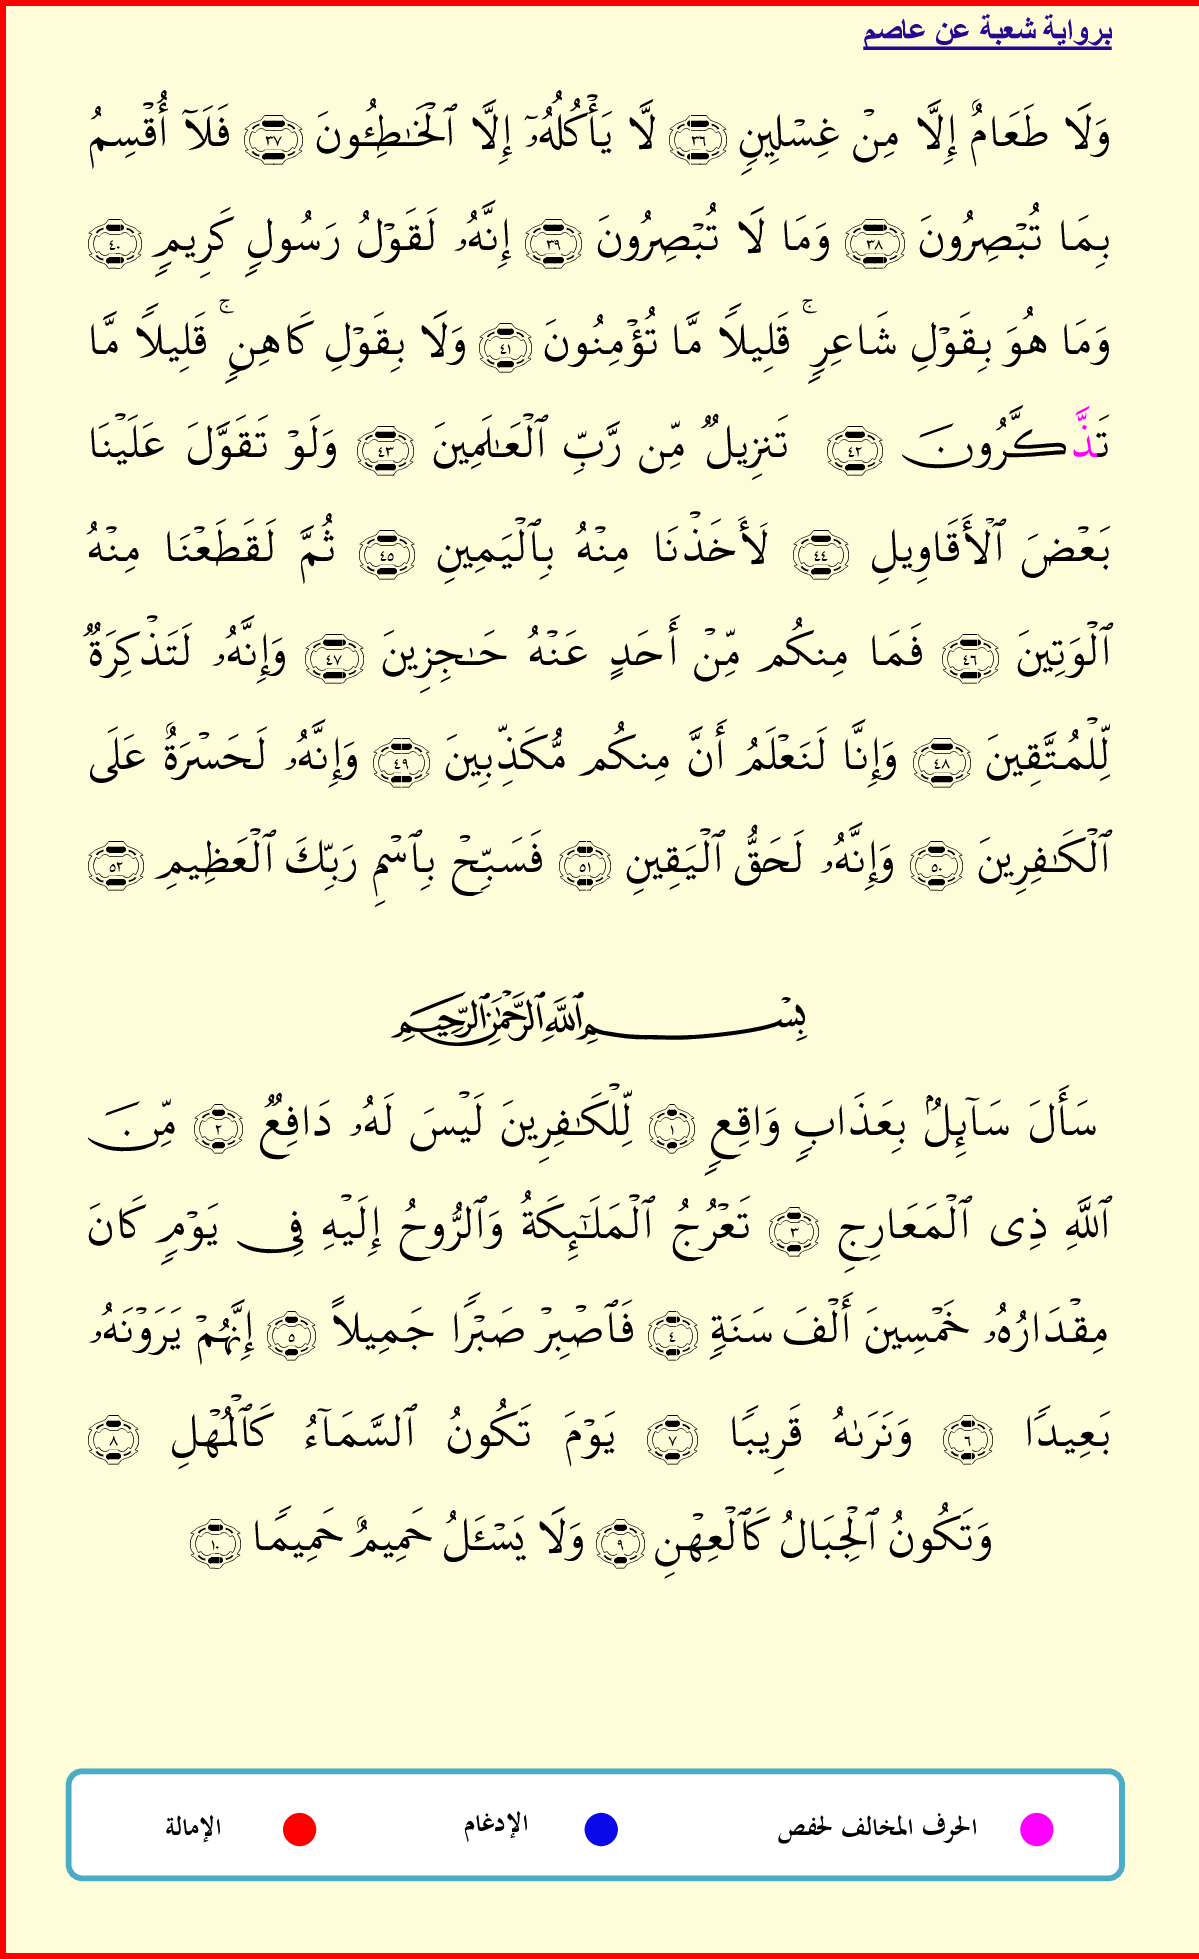 برواية شعبة عن عاصم
وَلَا طَعَامٌ إِلَّا مِنۡ غِسۡلِينٖ ٣٦ لَّا يَأۡكُلُهُۥٓ إِلَّا ٱلۡخَٰطِـُٔونَ ٣٧ فَلَآ أُقۡسِمُ
بِمَا تُبۡصِرُونَ ٣٨ وَمَا لَا تُبۡصِرُونَ ٣٩ إِنَّهُۥ لَقَوۡلُ رَسُولٖ كَرِيمٖ ٤٠
وَمَا هُوَ بِقَوۡلِ شَاعِرٖۚ قَلِيلٗا مَّا تُؤۡمِنُونَ ٤١ وَلَا بِقَوۡلِ كَاهِنٖۚ قَلِيلٗا مَّا
تَذَّكَّرُونَ ٤٢ تَنزِيلٞ مِّن رَّبِّ ٱلۡعَٰلَمِينَ ٤٣ وَلَوۡ تَقَوَّلَ عَلَيۡنَا
بَعۡضَ ٱلۡأَقَاوِيلِ ٤٤ لَأَخَذۡنَا مِنۡهُ بِٱلۡيَمِينِ ٤٥ ثُمَّ لَقَطَعۡنَا مِنۡهُ
ٱلۡوَتِينَ ٤٦ فَمَا مِنكُم مِّنۡ أَحَدٍ عَنۡهُ حَٰجِزِينَ ٤٧ وَإِنَّهُۥ لَتَذۡكِرَةٞ
لِّلۡمُتَّقِينَ ٤٨ وَإِنَّا لَنَعۡلَمُ أَنَّ مِنكُم مُّكَذِّبِينَ ٤٩ وَإِنَّهُۥ لَحَسۡرَةٌ عَلَى
ٱلۡكَٰفِرِينَ ٥٠ وَإِنَّهُۥ لَحَقُّ ٱلۡيَقِينِ ٥١ فَسَبِّحۡ بِٱسۡمِ رَبِّكَ ٱلۡعَظِيمِ ٥٢
بِسۡمِ ٱللَّهِ ٱلرَّحۡمَٰنِ ٱلرَّحِيمِ
سَأَلَ سَآئِلُۢ بِعَذَابٖ وَاقِعٖ ١ لِّلۡكَٰفِرِينَ لَيۡسَ لَهُۥ دَافِعٞ ٢ مِّنَ
ٱللَّهِ ذِي ٱلۡمَعَارِجِ ٣ تَعۡرُجُ ٱلۡمَلَٰٓئِكَةُ وَٱلرُّوحُ إِلَيۡهِ فِي يَوۡمٖ كَانَ
مِقۡدَارُهُۥ خَمۡسِينَ أَلۡفَ سَنَةٖ ٤ فَٱصۡبِرۡ صَبۡرٗا جَمِيلًا ٥ إِنَّهُمۡ يَرَوۡنَهُۥ
بَعِيدٗا ٦ وَنَرَىٰهُ قَرِيبٗا ٧ يَوۡمَ تَكُونُ ٱلسَّمَآءُ كَٱلۡمُهۡلِ ٨
وَتَكُونُ ٱلۡجِبَالُ كَٱلۡعِهۡنِ ٩ وَلَا يَسۡـَٔلُ حَمِيمٌ حَمِيمٗا ١٠
الحرف المخالف لحفص الإدغام الإمالة